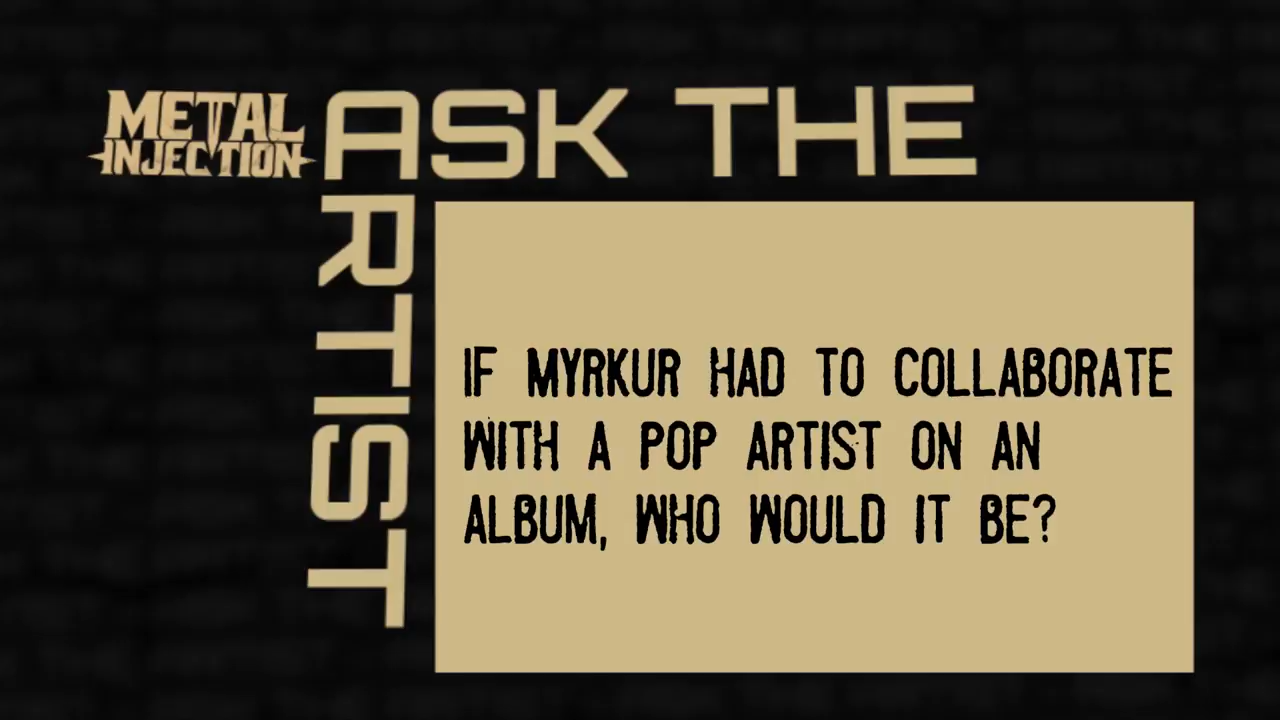 METAL
INJECTION
ASK THE
ARTIST
IF MYRKUR HAD TO COLLABORATE
WITH A POP ARTIST ON AN
ALBUM, WHO WOULD IT BE?